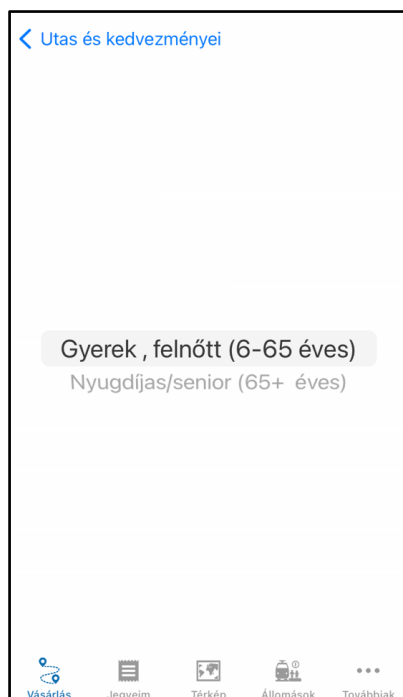 Utas és kedvezményei
Gyerek , felnőtt (6-65 éves)
Nyugdíjas/senior (65+ éves)
Vásárlás Jegyeim Térkép Állomások Továbbiak